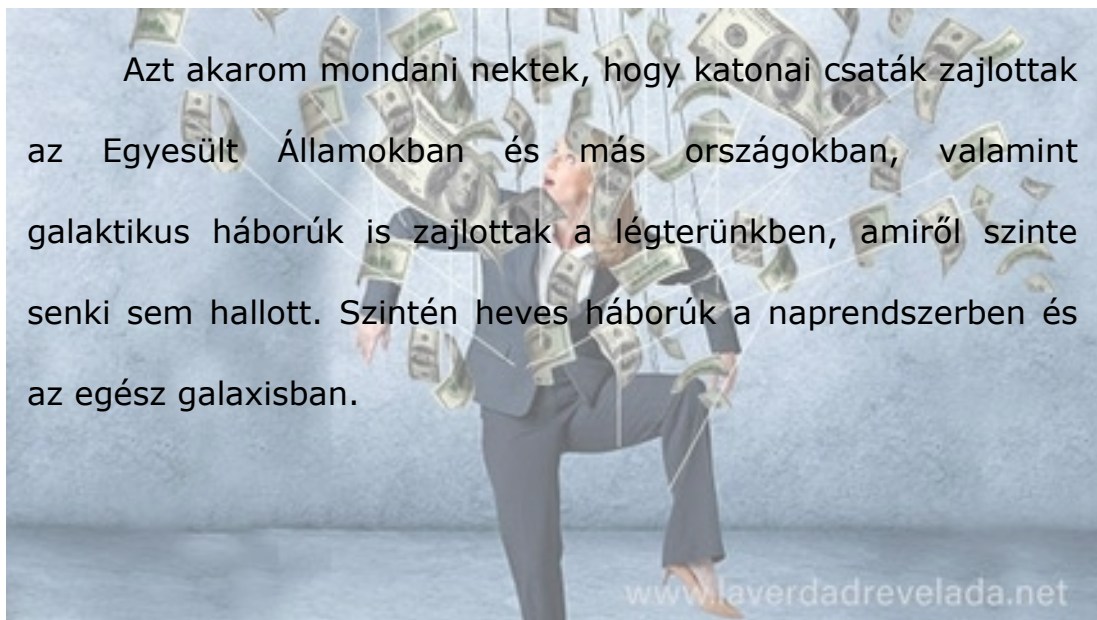 Azt akarom mondani nektek, hogy katonai csaták zajlottak
az Egyesült Államokban és más országokban, valamint
galaktikus háborúk is zajlottak a légterünkben, amiről szinte
senki sem hallott. Szintén heves háborúk a naprendszerben és
az egész galaxisban.
www.laverdadrevelada.net